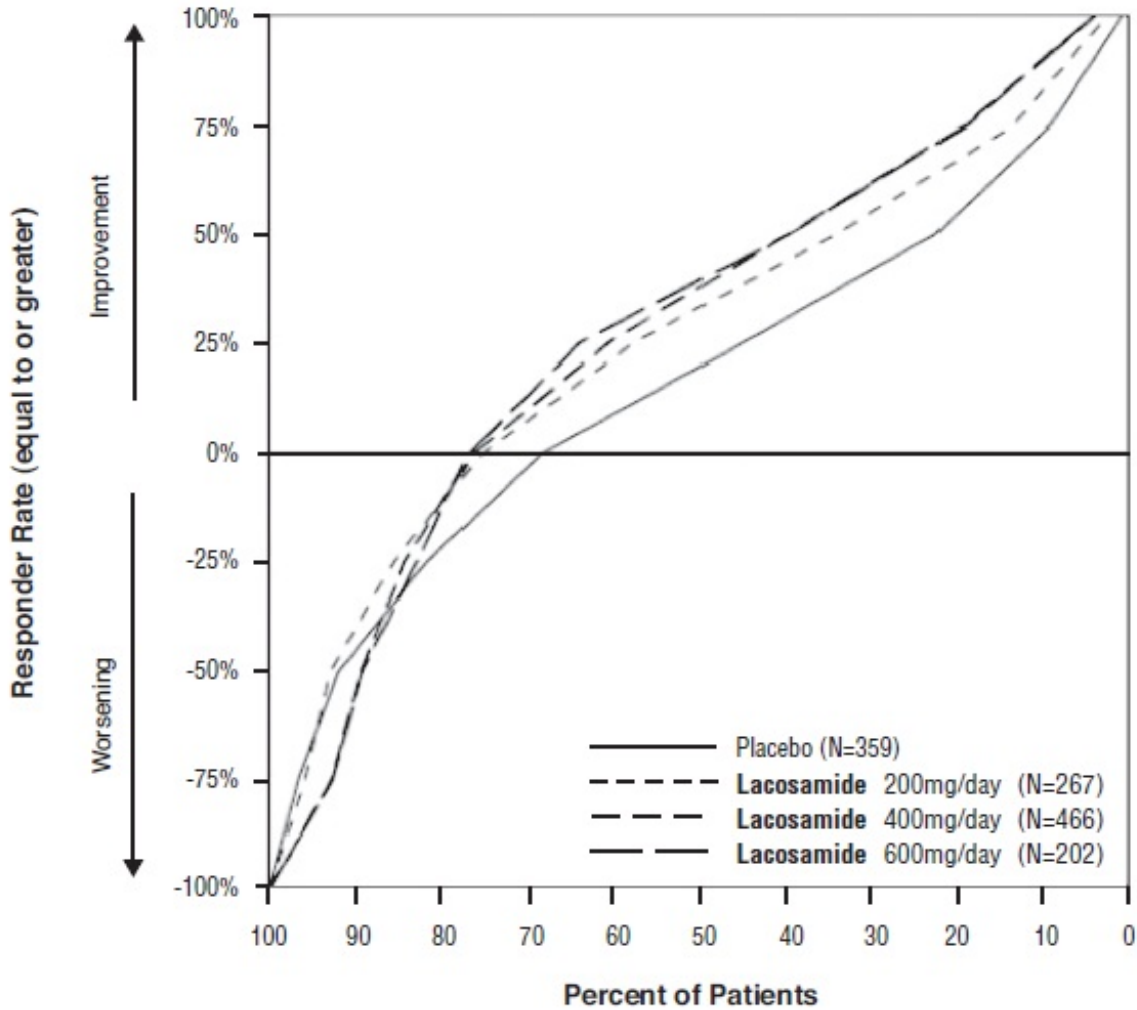 Responder Rate (equal to or greater)
Improvement
Worsening
100%
75%
50%
25%
0%
-25%
-50%
-75%
-100%
Placebo (N=359)
Lacosamide 200mg/day (N=267)
Lacosamide 400mg/day (N=466)
Lacosamide 600mg/day (N=202)
100 90 80 70 60 50 40 30 20 10 0
Percent of Patients